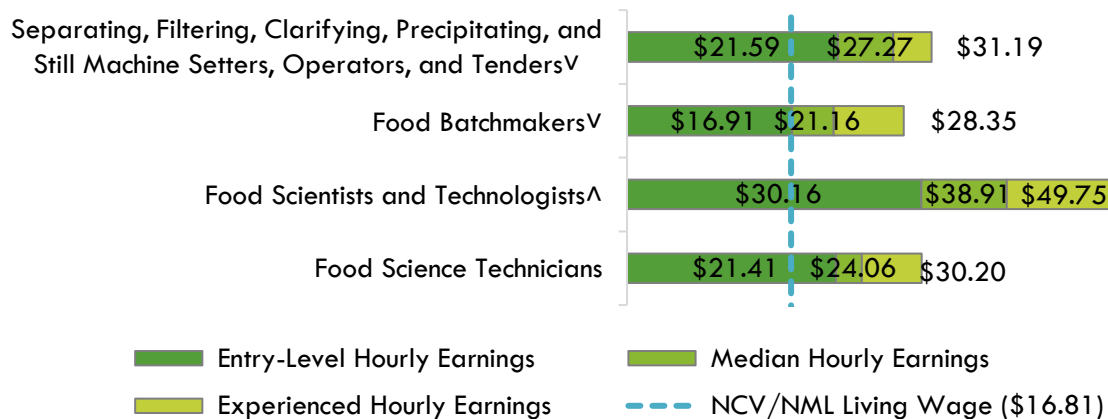 Separating, Filtering, Clarifying, Precipitating, and
Still Machine Setters, Operators, and Tenders˅
$21.59 $27.27 $31.19
Food Batchmakers˅
$16.91 $21.16 $28.35
Food Scientists and Technologists˄
$30.16 $38.91 $49.75
Food Science Technicians
$21.41 $24.06 $30.20
Entry-Level Hourly Earnings
Median Hourly Earnings
Experienced Hourly Earnings
NCV/NML Living Wage ($16.81)